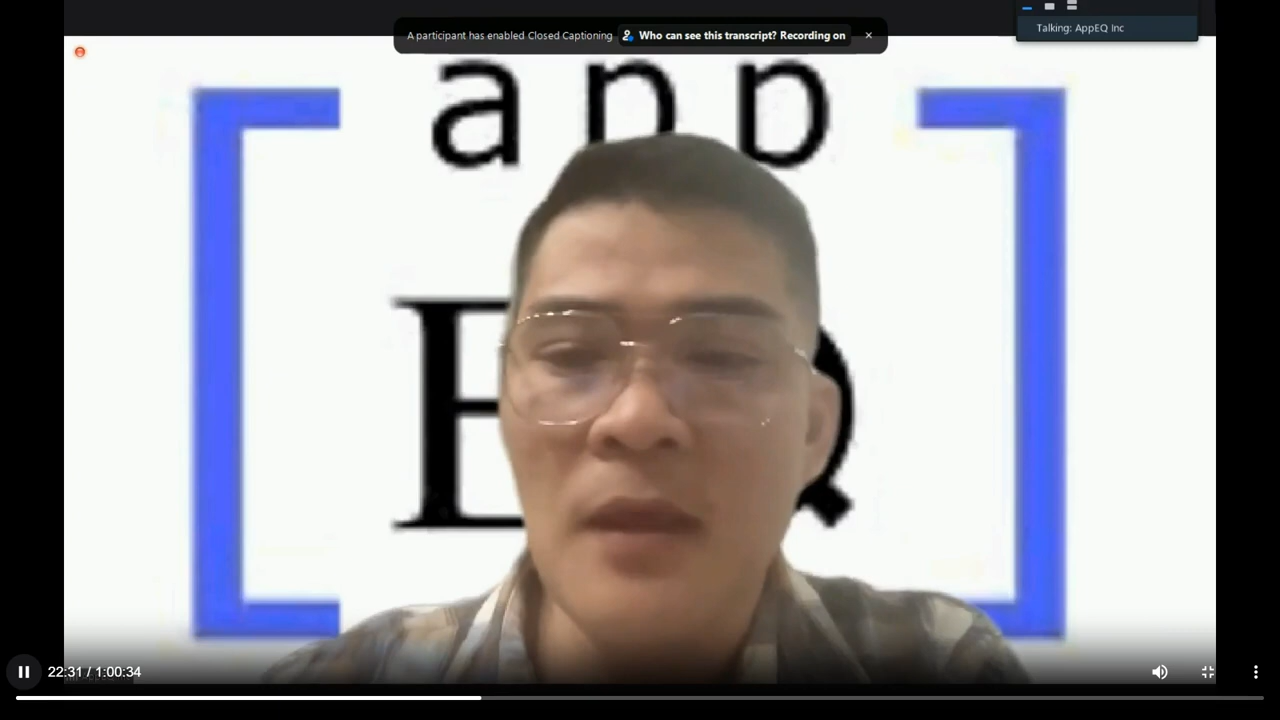 A participant has enabled Closed Captioning Who can see this transcript? Recording on ×
Talking: AppEQ Inc
app
EQ
22:31 / 1:00:34